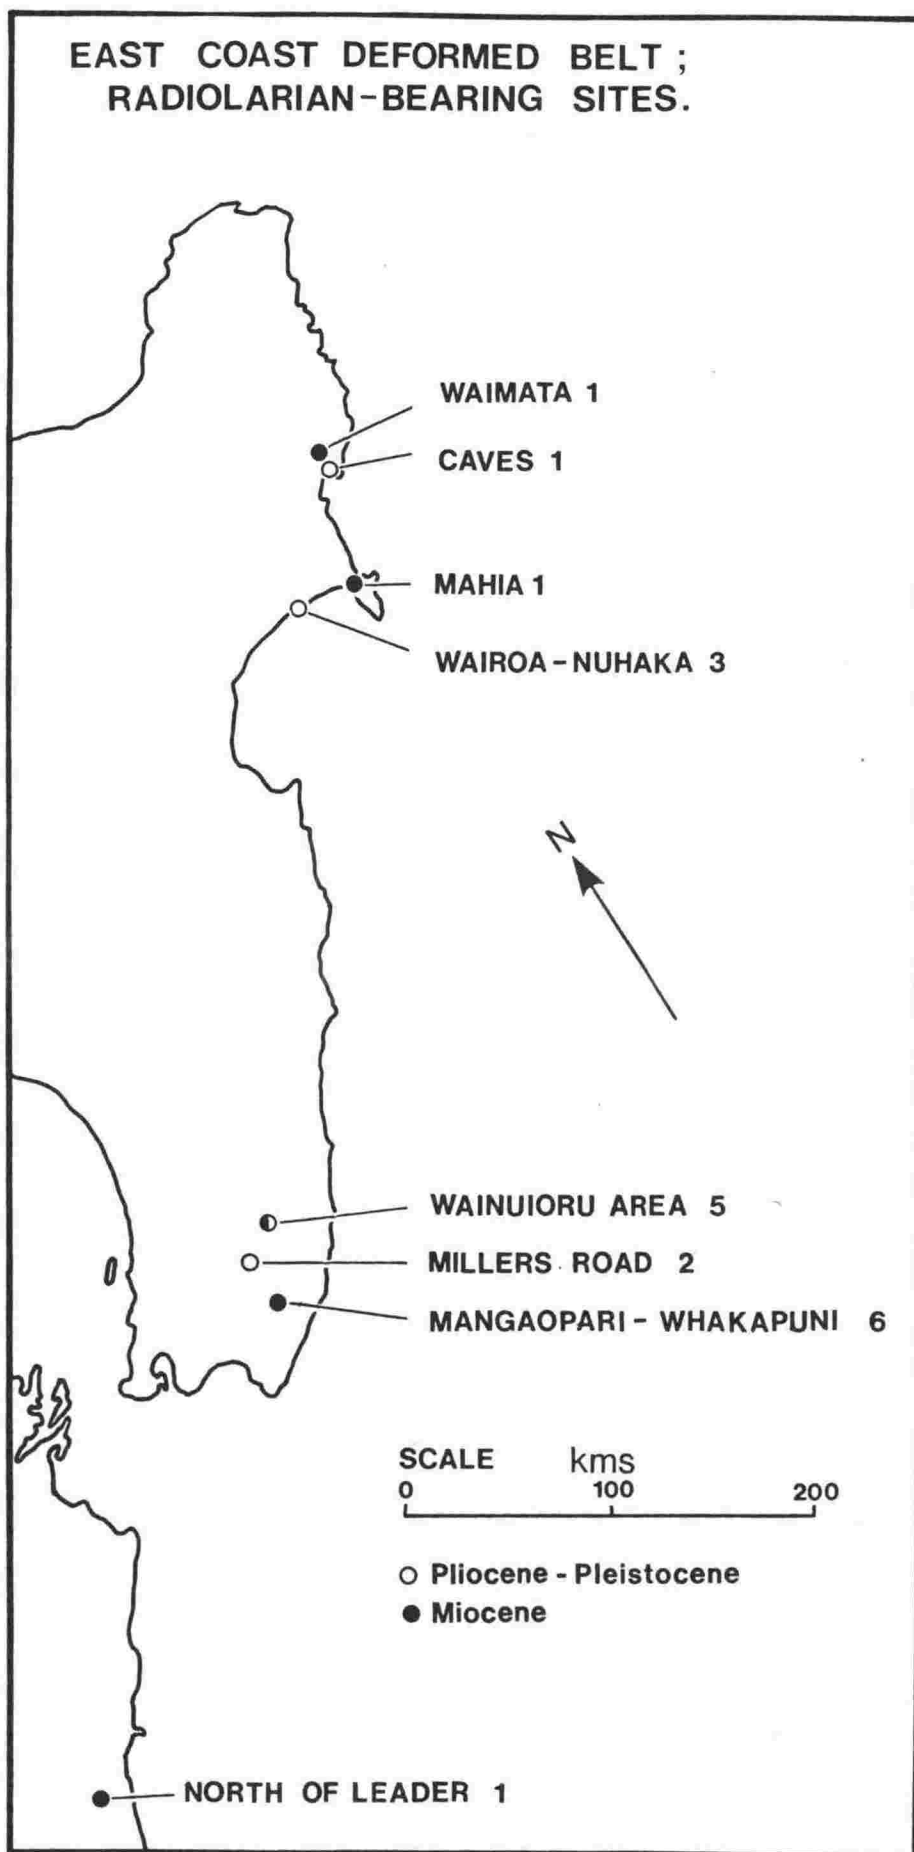 EAST COAST DEFORMED BELT ;
RADIOLARIAN-BEARING SITES.
WAIMATA 1
CAVES 1
MAHIA 1
WAIROA-NUHAKA 3
N
WAINUIORU AREA 5
MILLERS ROAD 2
MANGAOPARI-WHAKAPUNI 6
SCALE kms
0 100 200
Pliocene-Pleistocene
Miocene
NORTH OF LEADER 1